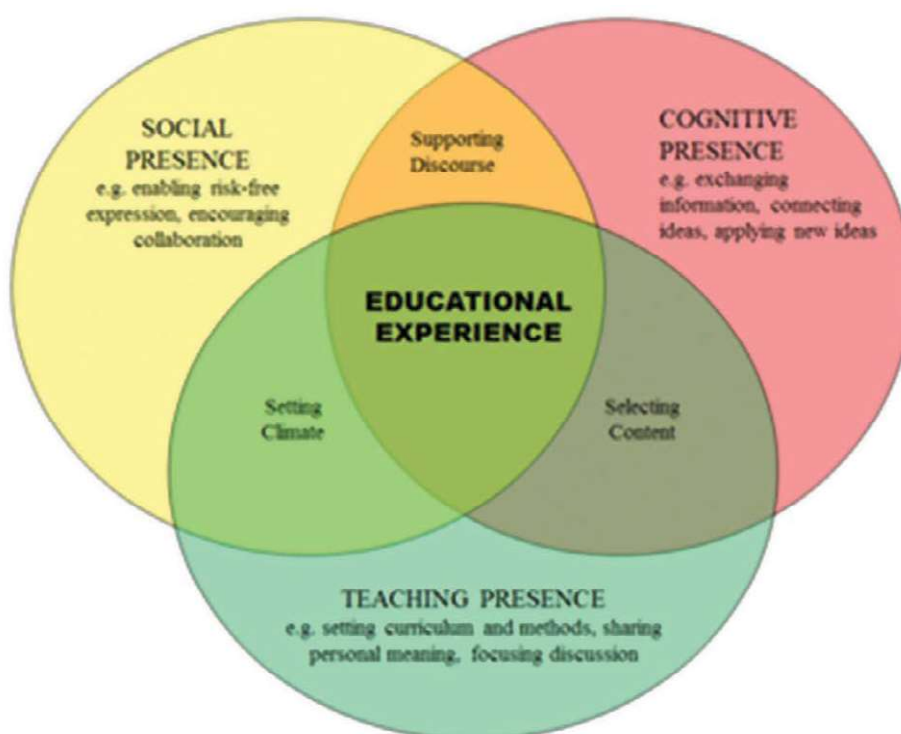 SOCIAL
PRESENCE
e.g. enabling risk-free
expression, encouraging
collaboration
Supporting
Discourse
COGNITIVE
PRESENCE
e.g. exchanging
information, connecting
ideas, applying new ideas
EDUCATIONAL
EXPERIENCE
Setting
Climate
Selecting
Content
TEACHING PRESENCE
e.g. setting curriculum and methods, sharing
personal meaning, focusing discussion